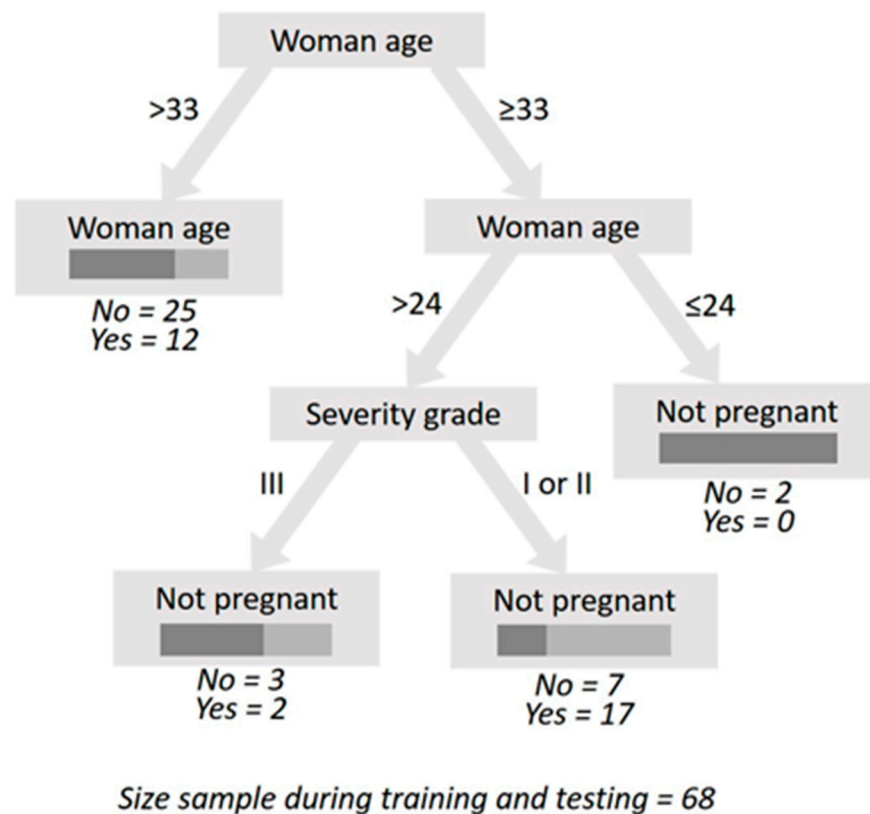 Woman age
>33
≥33
Woman age
No = 25
Yes = 12
Woman age
>24
≤24
Severity grade
Not pregnant
No = 2
Yes = 0
III
I or II
Not pregnant
No = 3
Yes = 2
Not pregnant
No = 7
Yes = 17
Size sample during training and testing = 68